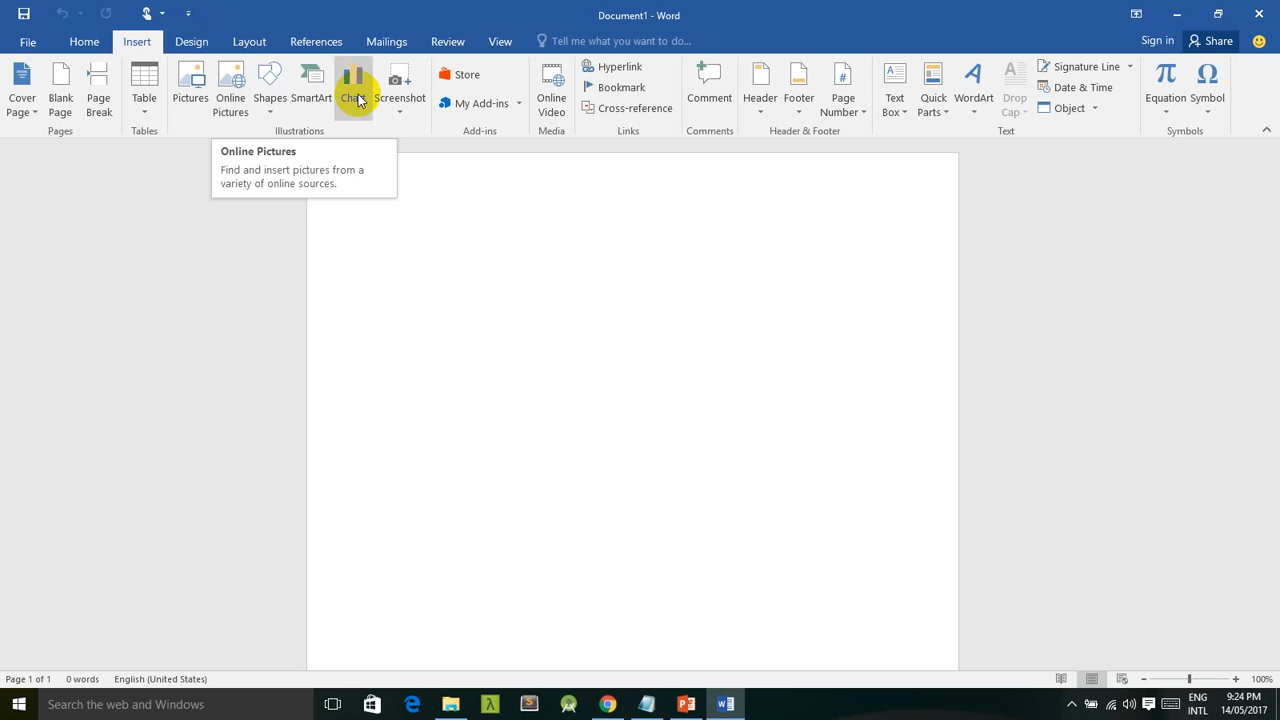 Document1 - Word
File Home Insert Design Layout References Mailings Review View Tell me what you want to do... Sign in Share
Cover Page
Blank Page
Page Break
Pages
Table
Tables
Pictures
Online Pictures
Shapes
SmartArt
Chart
Screenshot
Illustrations
Store
My Add-ins
Add-ins
Online Video
Media
Hyperlink
Bookmark
Cross-reference
Links
Comment
Comments
Header
Footer
Page Number
Header & Footer
Text Box
Quick Parts
WordArt
Drop Cap
Signature Line
Date & Time
Object
Text
Equation
Symbol
Symbols
Online Pictures
Find and insert pictures from a
variety of online sources.
Page 1 of 1 0 words English (United States) 100%
Search the web and Windows
ENG
INTL
9:24 PM
14/05/2017